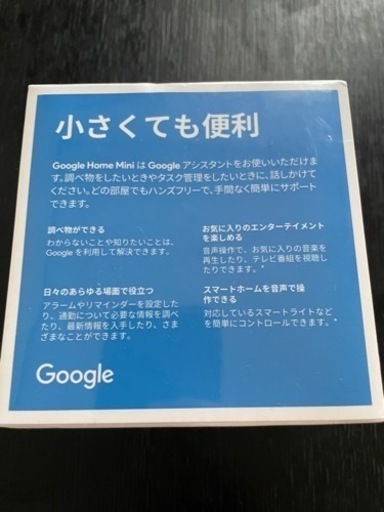 小さくても便利
Google Home Mini は Google アシスタントをお使いいただけま
す。調べ物をしたいときやタスク管理をしたいときに、話しかけて
ください。どの部屋でもハンズフリーで、手間なく簡単にサポート
できます。
調べ物ができる
わからないことや知りたいことは、
Google を利用して解決できます。
お気に入りのエンターテイメント
を楽しめる
音声操作で、お気に入りの音楽を
再生したり、テレビ番組を視聴し
たりできます。*
日々のあらゆる場面で役立つ
アラームやリマインダーを設定し
たり、通勤について必要な情報を調べ
たり、最新情報を入手したり、さま
ざまなことができます。
スマートホームを音声で操
作できる
対応しているスマートライトなど
を簡単にコントロールできます。*
Google